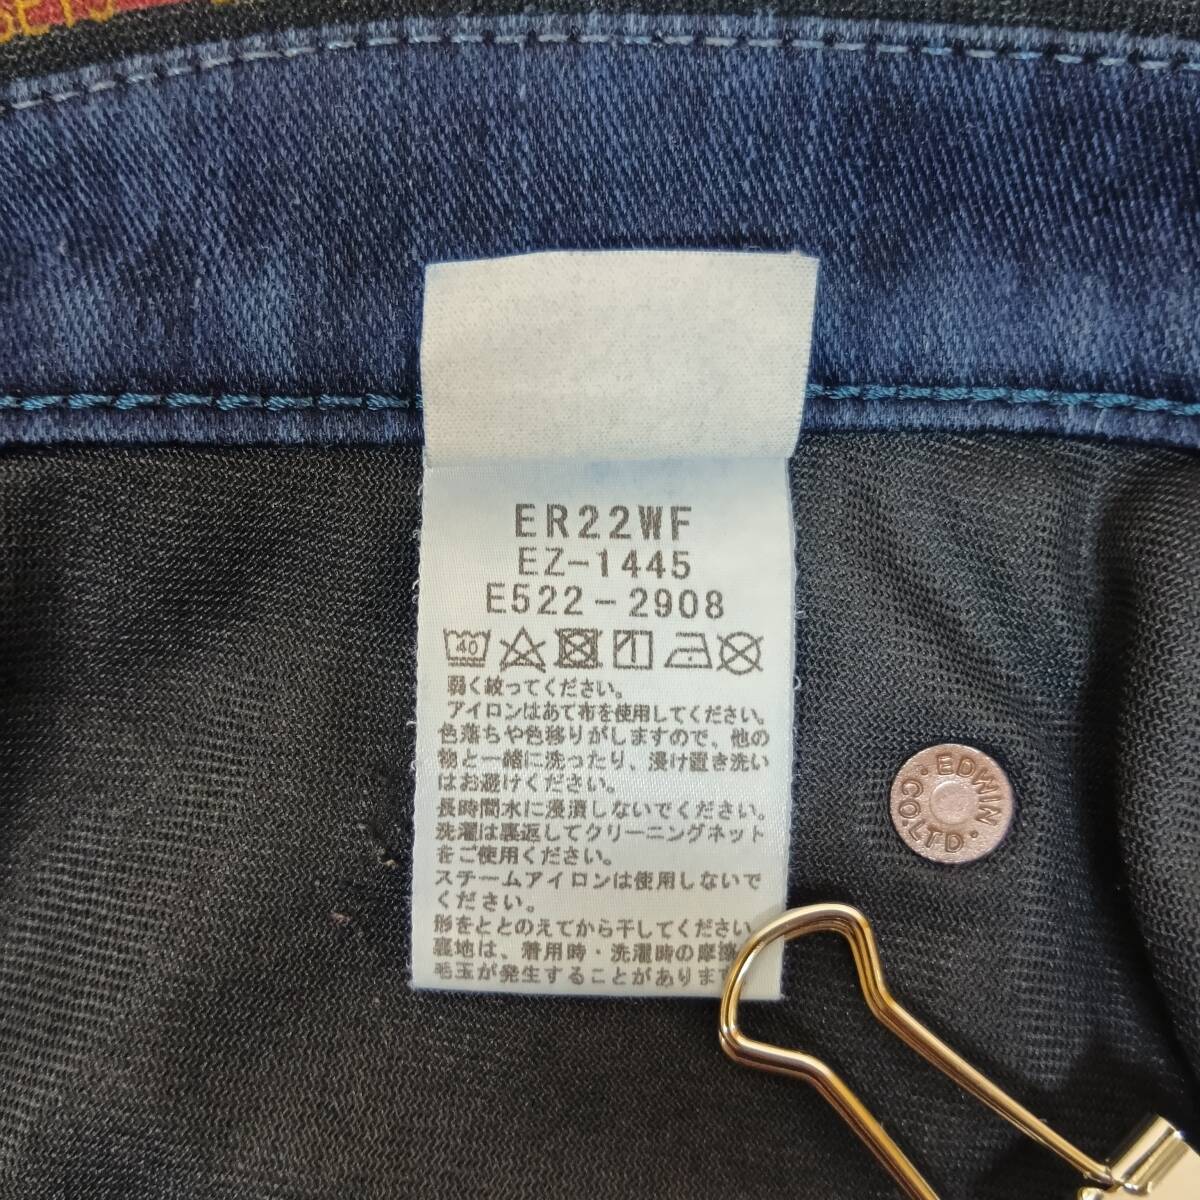 ER22WF
EZ-1445
E522-2908
40
弱く絞ってください。
アイロンはあて布を使用してください。
色落ちや色移りがしますので、他の
物と一緒に洗ったり、浸け置き洗い
はお避けください。
長時間水に浸漬しないでください。
洗濯は裏返してクリーニングネット
をご使用ください。
スチームアイロンは使用しないで
ください。
形をととのえてから干してください
裏地は、着用時・洗濯時の摩擦
毛玉が発生することがあります
EDWIN
CO.LTD